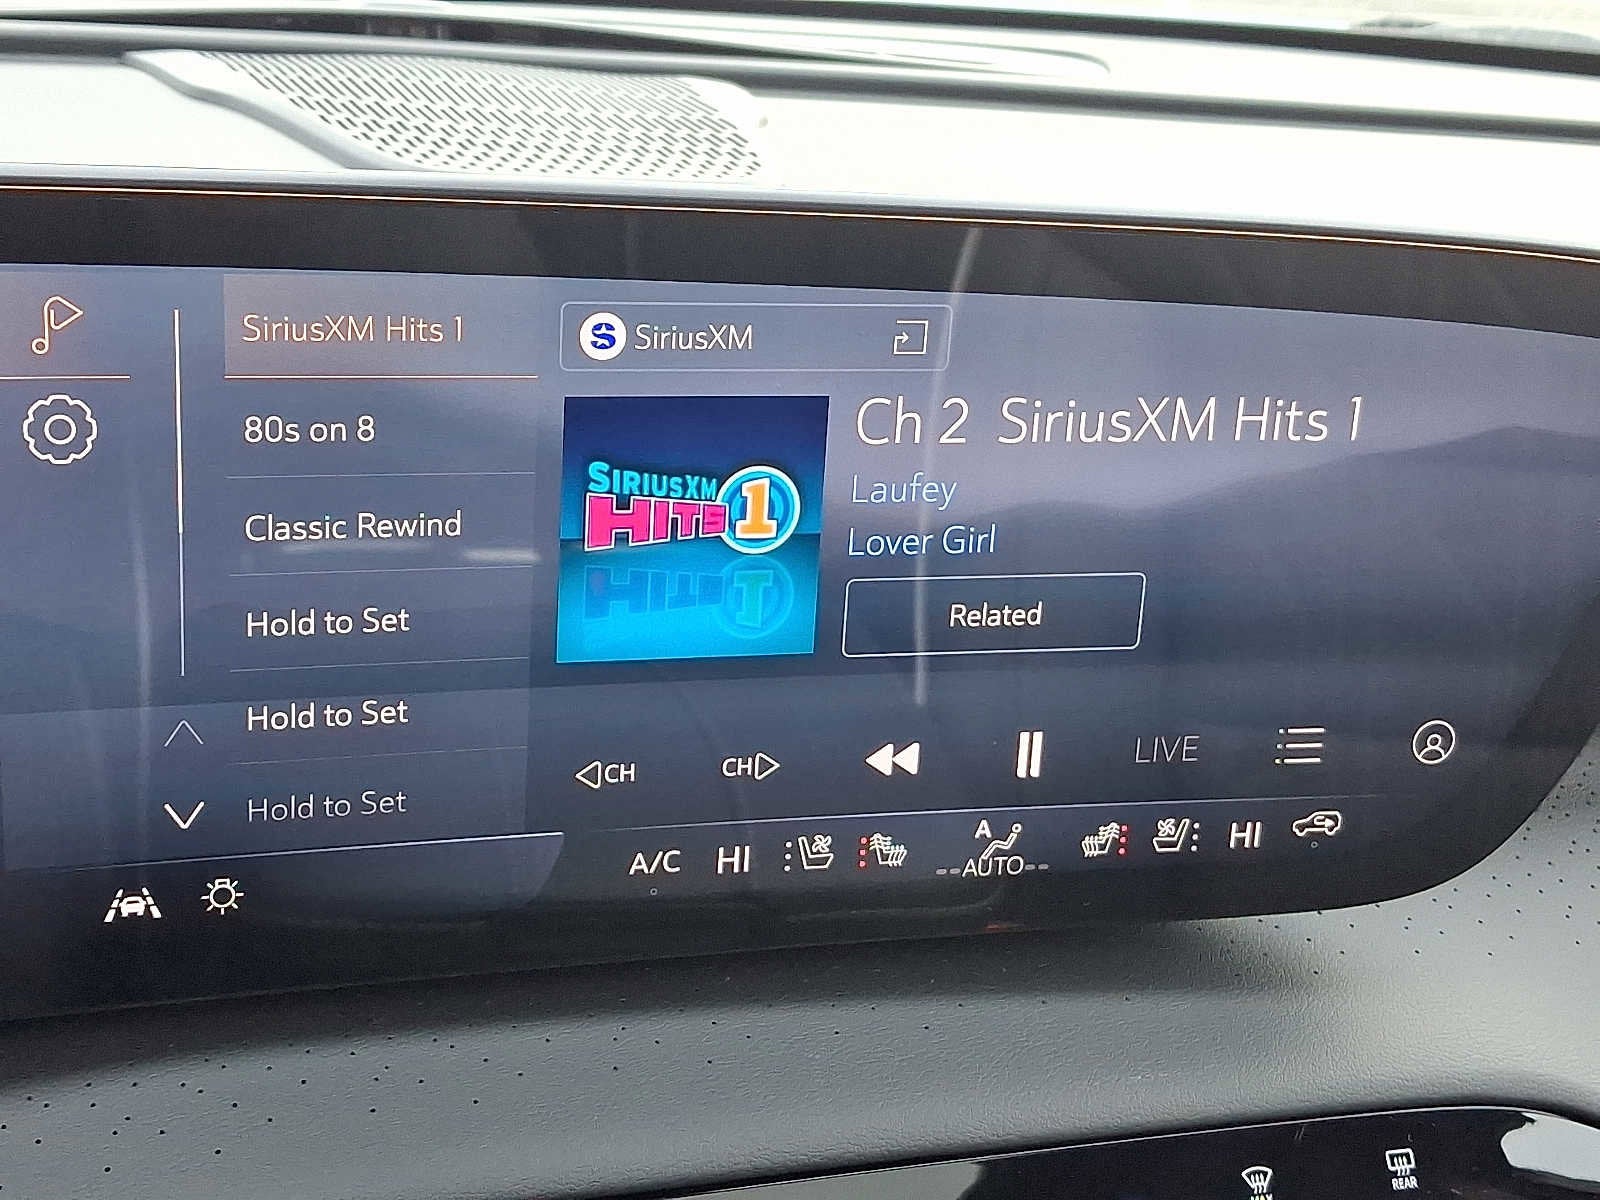 SiriusXM Hits 1
80s on 8
Classic Rewind
Hold to Set
Hold to Set
Hold to Set
SiriusXM
SIRIUSXM
HITS 1
Ch 2 SiriusXM Hits 1
Laufey
Lover Girl
Related
CH
CH
LIVE
A/C
HI
A
AUTO
HI
MAX
REAR